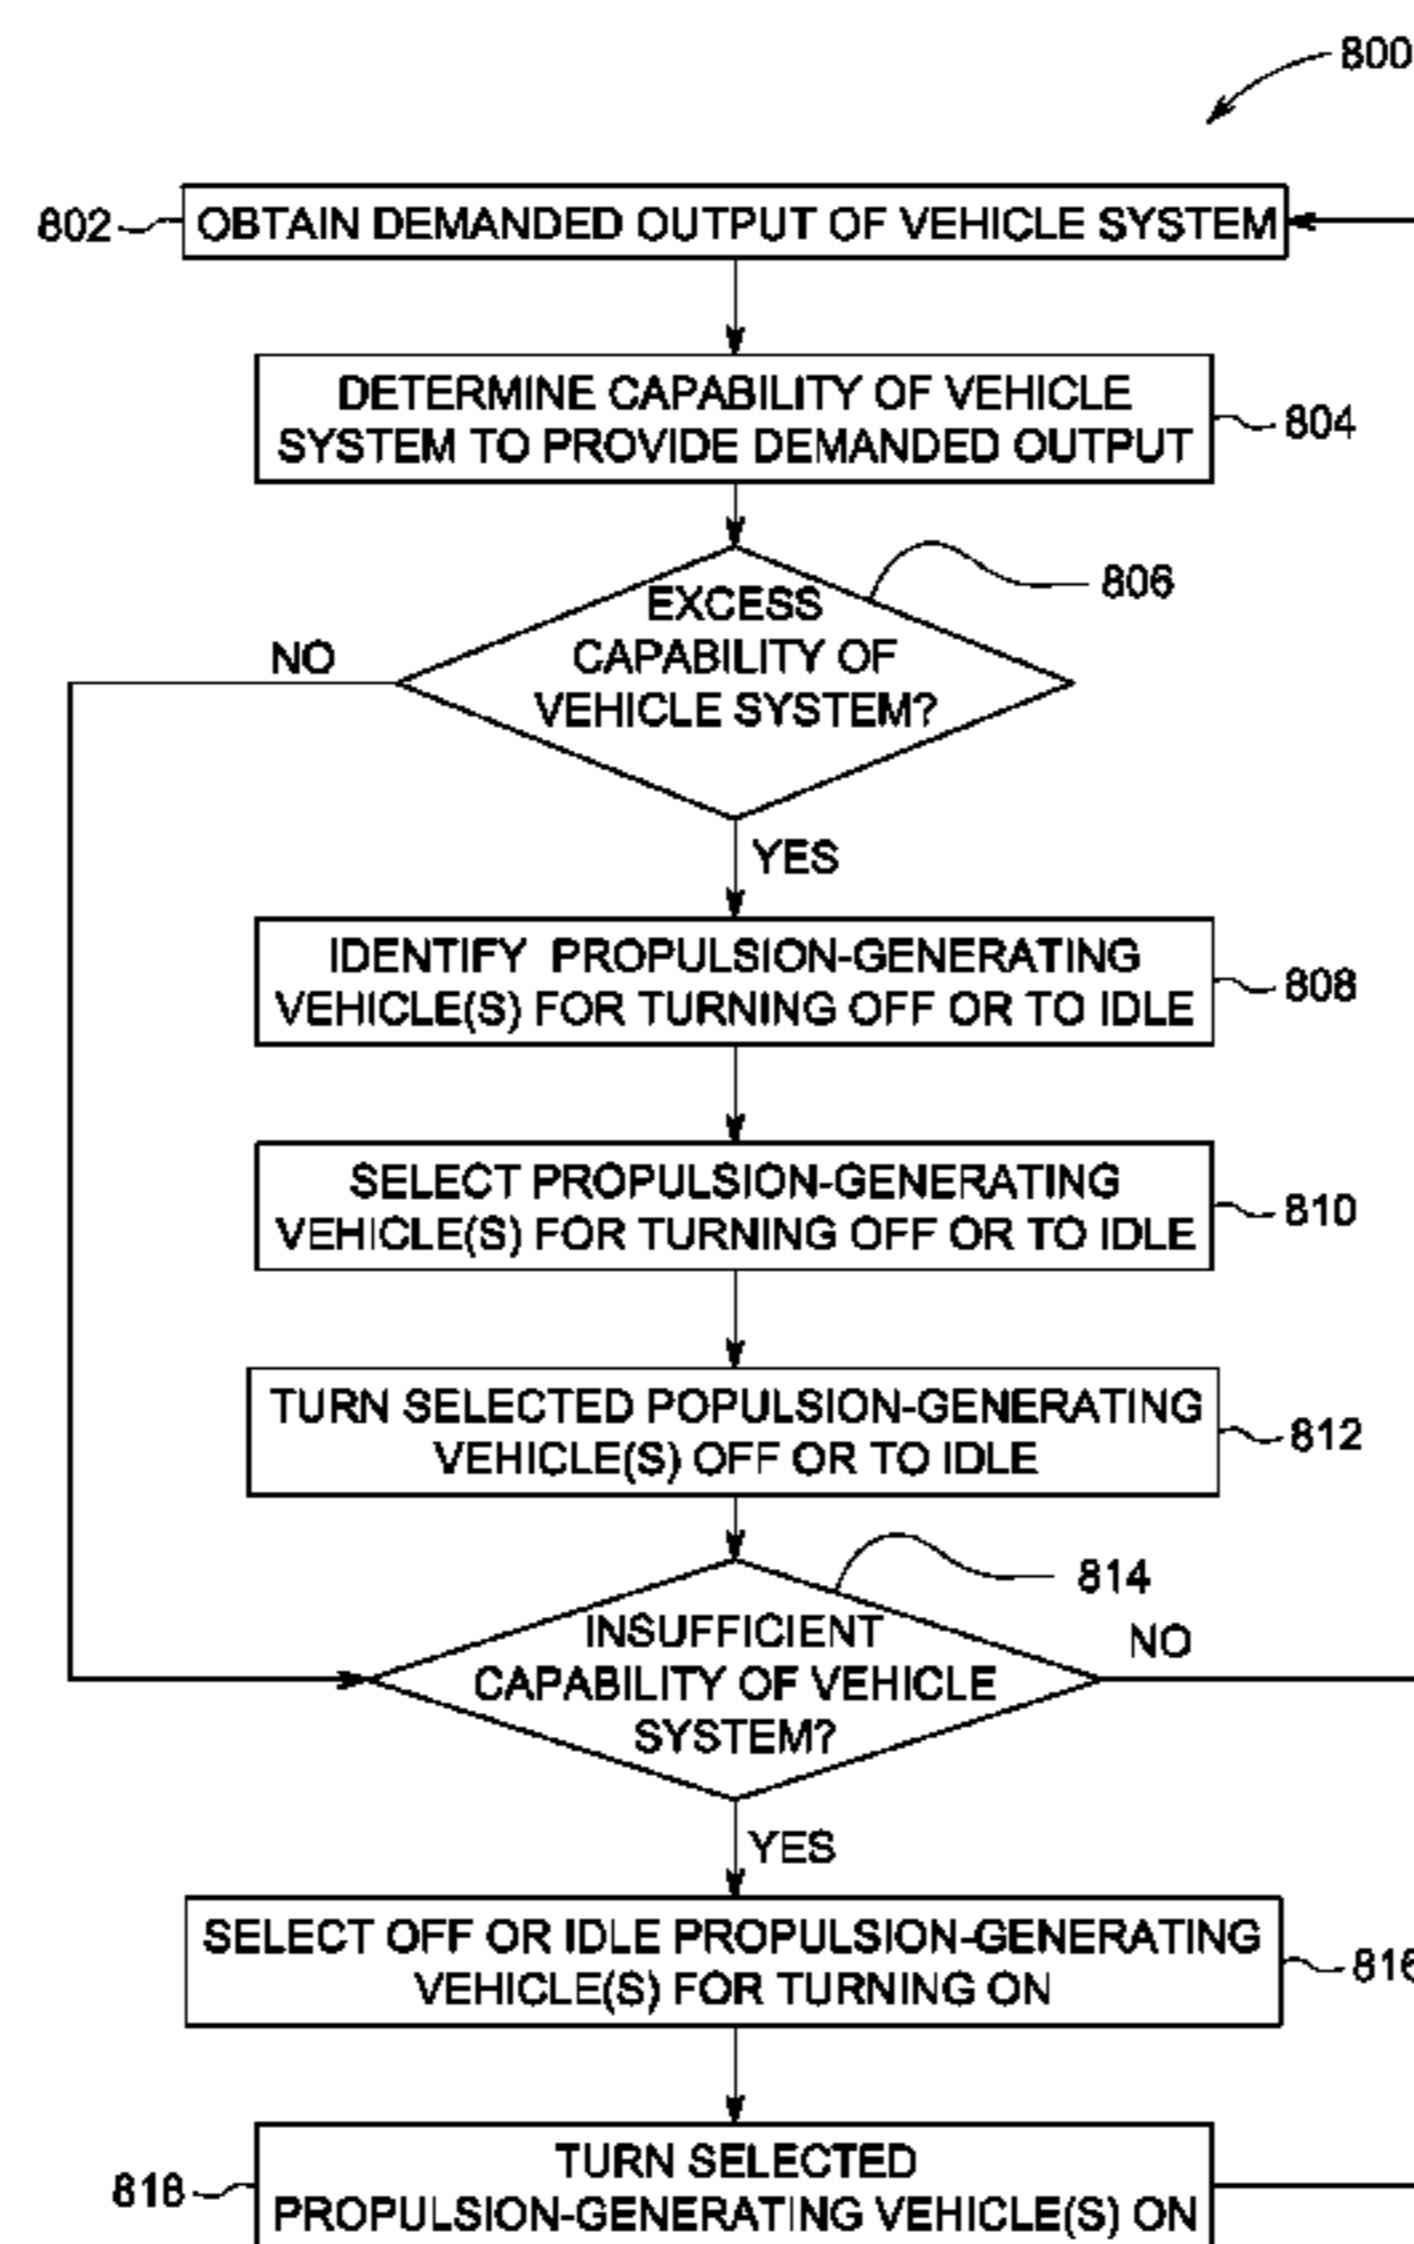 800
802
OBTAIN DEMANDED OUTPUT OF VEHICLE SYSTEM
DETERMINE CAPABILITY OF VEHICLE
SYSTEM TO PROVIDE DEMANDED OUTPUT
804
806
EXCESS
CAPABILITY OF
VEHICLE SYSTEM?
NO
YES
IDENTIFY PROPULSION-GENERATING
VEHICLE(S) FOR TURNING OFF OR TO IDLE
808
SELECT PROPULSION-GENERATING
VEHICLE(S) FOR TURNING OFF OR TO IDLE
810
TURN SELECTED POPULSION-GENERATING
VEHICLE(S) OFF OR TO IDLE
812
814
INSUFFICIENT
CAPABILITY OF VEHICLE
SYSTEM?
NO
YES
SELECT OFF OR IDLE PROPULSION-GENERATING
VEHICLE(S) FOR TURNING ON
816
818
TURN SELECTED
PROPULSION-GENERATING VEHICLE(S) ON